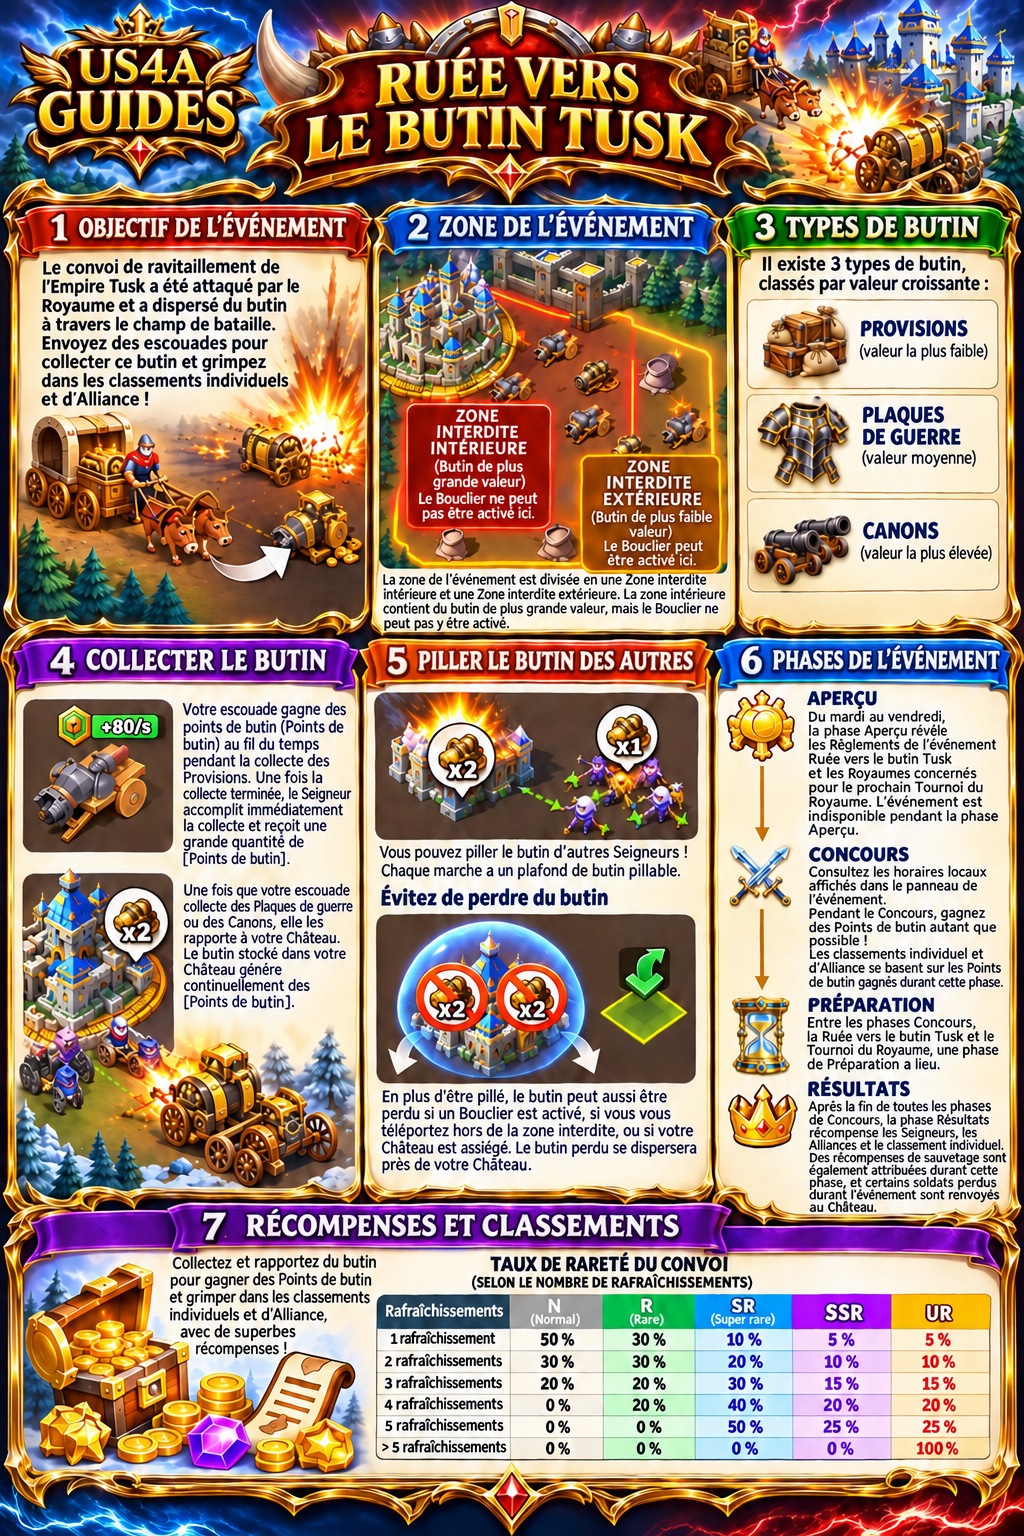 US4A
GUIDES
RUÉE VERS
LE BUTIN TUSK
1 OBJECTIF DE L'ÉVÉNEMENT
Le convoi de ravitaillement de
l'Empire Tusk a été attaqué par le
Royaume et a dispersé du butin
à travers le champ de bataille.
Envoyez des escouades pour
collecter ce butin et grimpez
dans les classements individuels
et d'Alliance !
2 ZONE DE L'ÉVÉNEMENT
ZONE
INTERDITE
INTÉRIEURE
(Butin de plus
grande valeur)
Le Bouclier ne peut
pas être activé ici.
ZONE
INTERDITE
EXTÉRIEURE
(Butin de plus faible
valeur)
Le Bouclier peut
être activé ici.
La zone de l'événement est divisée en une Zone interdite
intérieure et une Zone interdite extérieure. La zone intérieure
contient du butin de plus grande valeur, mais le Bouclier ne
peut pas y être activé.
3 TYPES DE BUTIN
Il existe 3 types de butin,
classés par valeur croissante :
PROVISIONS
(valeur la plus faible)
PLAQUES
DE GUERRE
(valeur moyenne)
CANONS
(valeur la plus élevée)
4 COLLECTER LE BUTIN
+80/s
Votre escouade gagne des
points de butin (Points de
butin) au fil du temps
pendant la collecte des
Provisions. Une fois la
collecte terminée, le Seigneur
accomplit immédiatement
la collecte et reçoit une
grande quantité de
[Points de butin].
x2
Une fois que votre escouade
collecte des Plaques de guerre
ou des Canons, elle les
rapporte à votre Château.
Le butin stocké dans votre
Château génére
continuellement des
[Points de butin].
5 PILLER LE BUTIN DES AUTRES
x2
x1
Vous pouvez piller le butin d'autres Seigneurs !
Chaque marche a un plafond de butin pillable.
Évitez de perdre du butin
x2
x2
En plus d'être pillé, le butin peut aussi être
perdu si un Bouclier est activé, si vous vous
téléportez hors de la zone interdite, ou si votre
Château est assiégé. Le butin perdu se dispersera
près de votre Château.
6 PHASES DE L'ÉVÉNEMENT
APERÇU
Du mardi au vendredi,
la phase Aperçu révéle
les Règlements de l'événement
Ruée vers le butin Tusk
et les Royaumes concernés
pour le prochain Tournoi du
Royaume. L'événement est
indisponible pendant la phase
Aperçu.
CONCOURS
Consultez les horaires locaux
affichés dans le panneau de
l'événement.
Pendant le Concours, gagnez
des Points de butin autant que
possible !
Les classements individuel et
d'Alliance se basent sur les Points
de butin gagnés durant cette phase.
PRÉPARATION
Entre les phases Concours,
la Ruée vers le butin Tusk et le
Tournoi du Royaume, une phase
de Préparation a lieu.
RÉSULTATS
Après la fin de toutes les phases
de Concours, la phase Résultats
récompense les Seigneurs, les
Alliances et le classement individuel.
Des récompenses de sauvetage sont
également attribuées durant cette
phase, et certains soldats perdus
durant l'événement sont renvoyés
au Château.
7 RÉCOMPENSES ET CLASSEMENTS
Collectez et rapportez du butin
pour gagner des Points de butin
et grimper dans les classements
individuels et d'Alliance,
avec de superbes
récompenses !
TAUX DE RARETÉ DU CONVOI
(SELON LE NOMBRE DE RAFRAÎCHISSEMENTS)
Rafraîchissements N (Normal) R (Rare) SR (Super rare) SSR UR
1 rafraîchissement 50 % 30 % 10 % 5 % 5 %
2 rafraîchissements 30 % 30 % 20 % 10 % 10 %
3 rafraîchissements 20 % 20 % 30 % 15 % 15 %
4 rafraîchissements 0 % 20 % 40 % 20 % 20 %
5 rafraîchissements 0 % 0 % 50 % 25 % 25 %
> 5 rafraîchissements 0 % 0 % 0 % 0 % 100 %